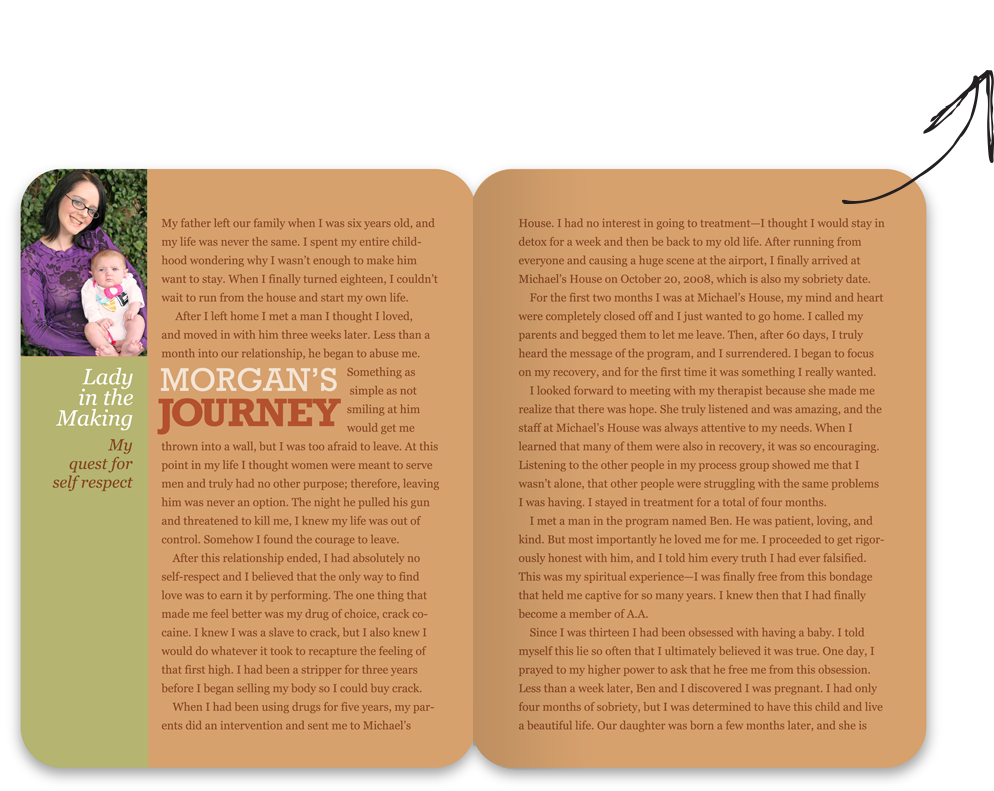 Lady
in the
Making
My
quest for
self respect
My father left our family when I was six years old, and
my life was never the same. I spent my entire child-
hood wondering why I wasn't enough to make him
want to stay. When I finally turned eighteen, I couldn't
wait to run from the house and start my own life.
After I left home I met a man I thought I loved,
and moved in with him three weeks later. Less than a
month into our relationship, he began to abuse me.
MORGAN'S
JOURNEY
Something as
simple as not
smiling at him
would get me
thrown into a wall, but I was too afraid to leave. At this
point in my life I thought women were meant to serve
men and truly had no other purpose; therefore, leaving
him was never an option. The night he pulled his gun
and threatened to kill me, I knew my life was out of
control. Somehow I found the courage to leave.
After this relationship ended, I had absolutely no
self-respect and I believed that the only way to find
love was to earn it by performing. The one thing that
made me feel better was my drug of choice, crack co-
caine. I knew I was a slave to crack, but I also knew I
would do whatever it took to recapture the feeling of
that first high. I had been a stripper for three years
before I began selling my body so I could buy crack.
When I had been using drugs for five years, my par-
ents did an intervention and sent me to Michael's
House. I had no interest in going to treatment—I thought I would stay in
detox for a week and then be back to my old life. After running from
everyone and causing a huge scene at the airport, I finally arrived at
Michael's House on October 20, 2008, which is also my sobriety date.
For the first two months I was at Michael's House, my mind and heart
were completely closed off and I just wanted to go home. I called my
parents and begged them to let me leave. Then, after 60 days, I truly
heard the message of the program, and I surrendered. I began to focus
on my recovery, and for the first time it was something I really wanted.
I looked forward to meeting with my therapist because she made me
realize that there was hope. She truly listened and was amazing, and the
staff at Michael's House was always attentive to my needs. When I
learned that many of them were also in recovery, it was so encouraging.
Listening to the other people in my process group showed me that I
wasn't alone, that other people were struggling with the same problems
I was having. I stayed in treatment for a total of four months.
I met a man in the program named Ben. He was patient, loving, and
kind. But most importantly he loved me for me. I proceeded to get rigor-
ously honest with him, and I told him every truth I had ever falsified.
This was my spiritual experience—I was finally free from this bondage
that held me captive for so many years. I knew then that I had finally
become a member of A.A.
Since I was thirteen I had been obsessed with having a baby. I told
myself this lie so often that I ultimately believed it was true. One day, I
prayed to my higher power to ask that he free me from this obsession.
Less than a week later, Ben and I discovered I was pregnant. I had only
four months of sobriety, but I was determined to have this child and live
a beautiful life. Our daughter was born a few months later, and she is